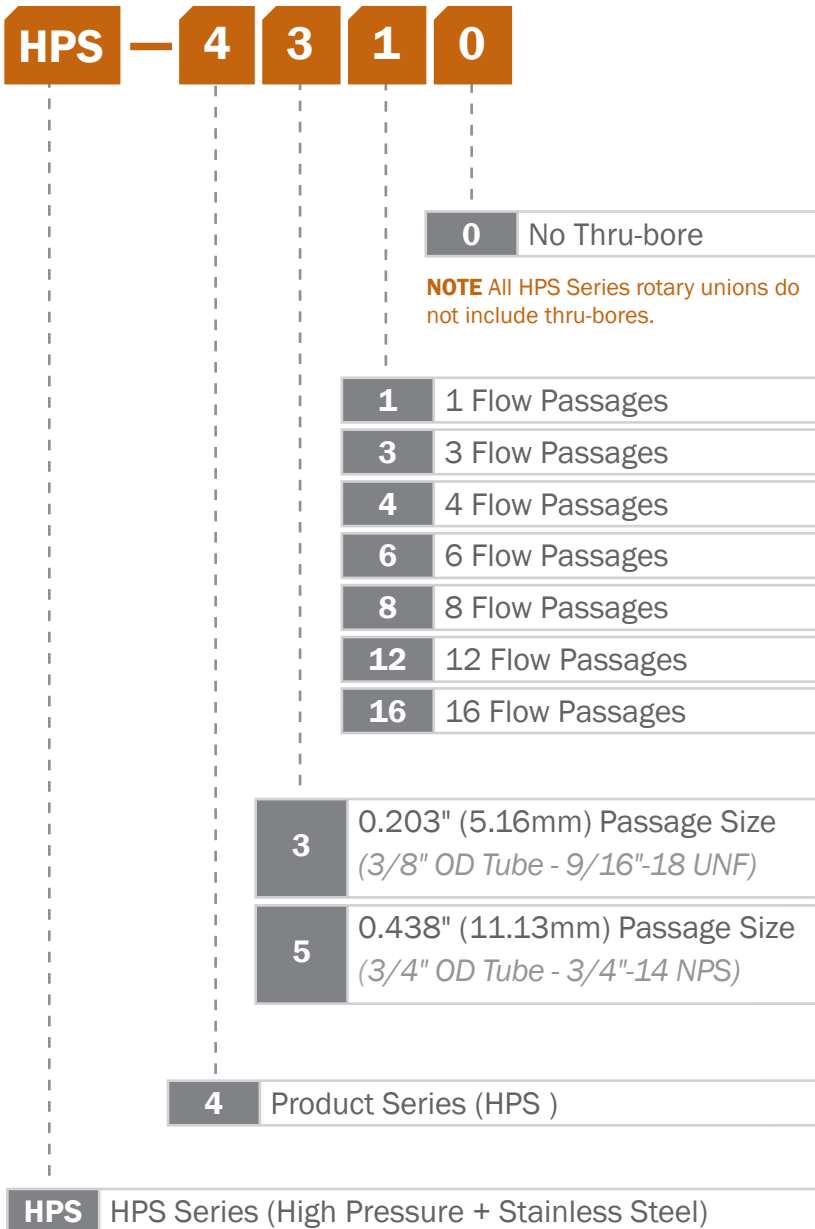 HPS — 4 3 1 0
0 No Thru-bore
NOTE All HPS Series rotary unions do
not include thru-bores.
1 1 Flow Passages
3 3 Flow Passages
4 4 Flow Passages
6 6 Flow Passages
8 8 Flow Passages
12 12 Flow Passages
16 16 Flow Passages
3 0.203" (5.16mm) Passage Size
(3/8" OD Tube - 9/16"-18 UNF)
5 0.438" (11.13mm) Passage Size
(3/4" OD Tube - 3/4"-14 NPS)
4 Product Series (HPS )
HPS HPS Series (High Pressure + Stainless Steel)